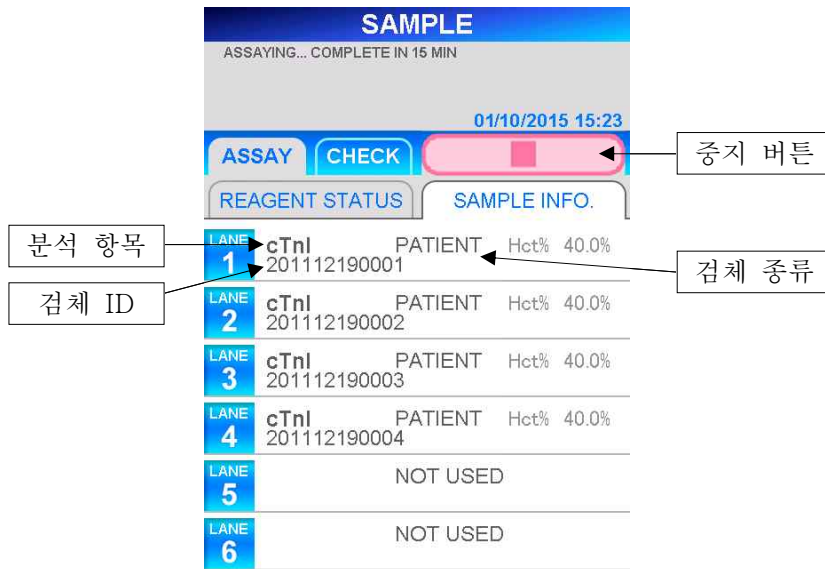 SAMPLE
ASSAYING... COMPLETE IN 15 MIN
01/10/2015 15:23
ASSAY CHECK
중지 버튼
REAGENT STATUS SAMPLE INFO.
분석 항목
LANE 1 cTnI PATIENT Hct% 40.0%
201112190001
검체 종류
검체 ID
LANE 2 cTnI PATIENT Hct% 40.0%
201112190002
LANE 3 cTnI PATIENT Hct% 40.0%
201112190003
LANE 4 cTnI PATIENT Hct% 40.0%
201112190004
LANE 5 NOT USED
LANE 6 NOT USED